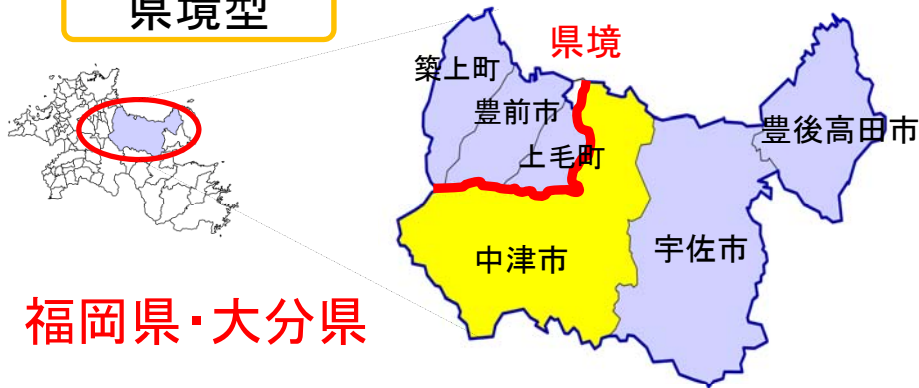 県境型
県境
築上町
豊前市
上毛町
豊後高田市
中津市
宇佐市
福岡県・大分県